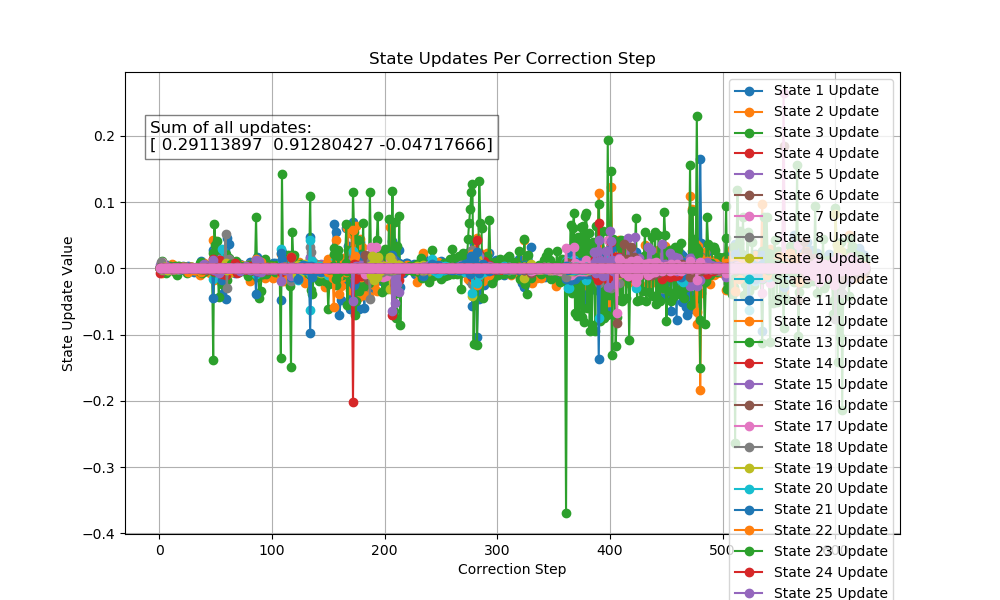 State Updates Per Correction Step
Sum of all updates:
[ 0.29113897  0.91280427 -0.04717666]
State Update Value
0.2
0.1
0.0
−0.1
−0.2
−0.3
−0.4
0
100
200
300
400
500
600
Correction Step
State 1 Update
State 2 Update
State 3 Update
State 4 Update
State 5 Update
State 6 Update
State 7 Update
State 8 Update
State 9 Update
State 10 Update
State 11 Update
State 12 Update
State 13 Update
State 14 Update
State 15 Update
State 16 Update
State 17 Update
State 18 Update
State 19 Update
State 20 Update
State 21 Update
State 22 Update
State 23 Update
State 24 Update
State 25 Update